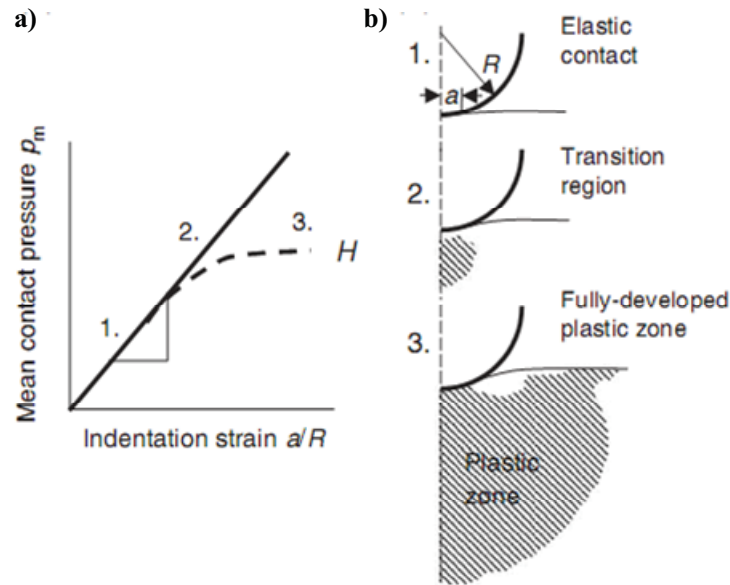 a)
Mean contact pressure pm
1.
2.
3.
H
Indentation strain a/R
b)
1.
R
a
Elastic
contact
2.
Transition
region
3.
Fully-developed
plastic zone
Plastic
zone